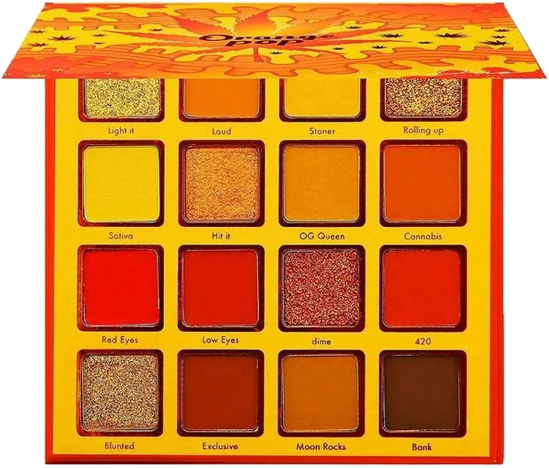 Orange
pop
Light it Loud Stoner Rolling up
Sativa Hit it OG Queen Cannabis
Red Eyes Low Eyes dime 420
Blunted Exclusive Moon Rocks Bank